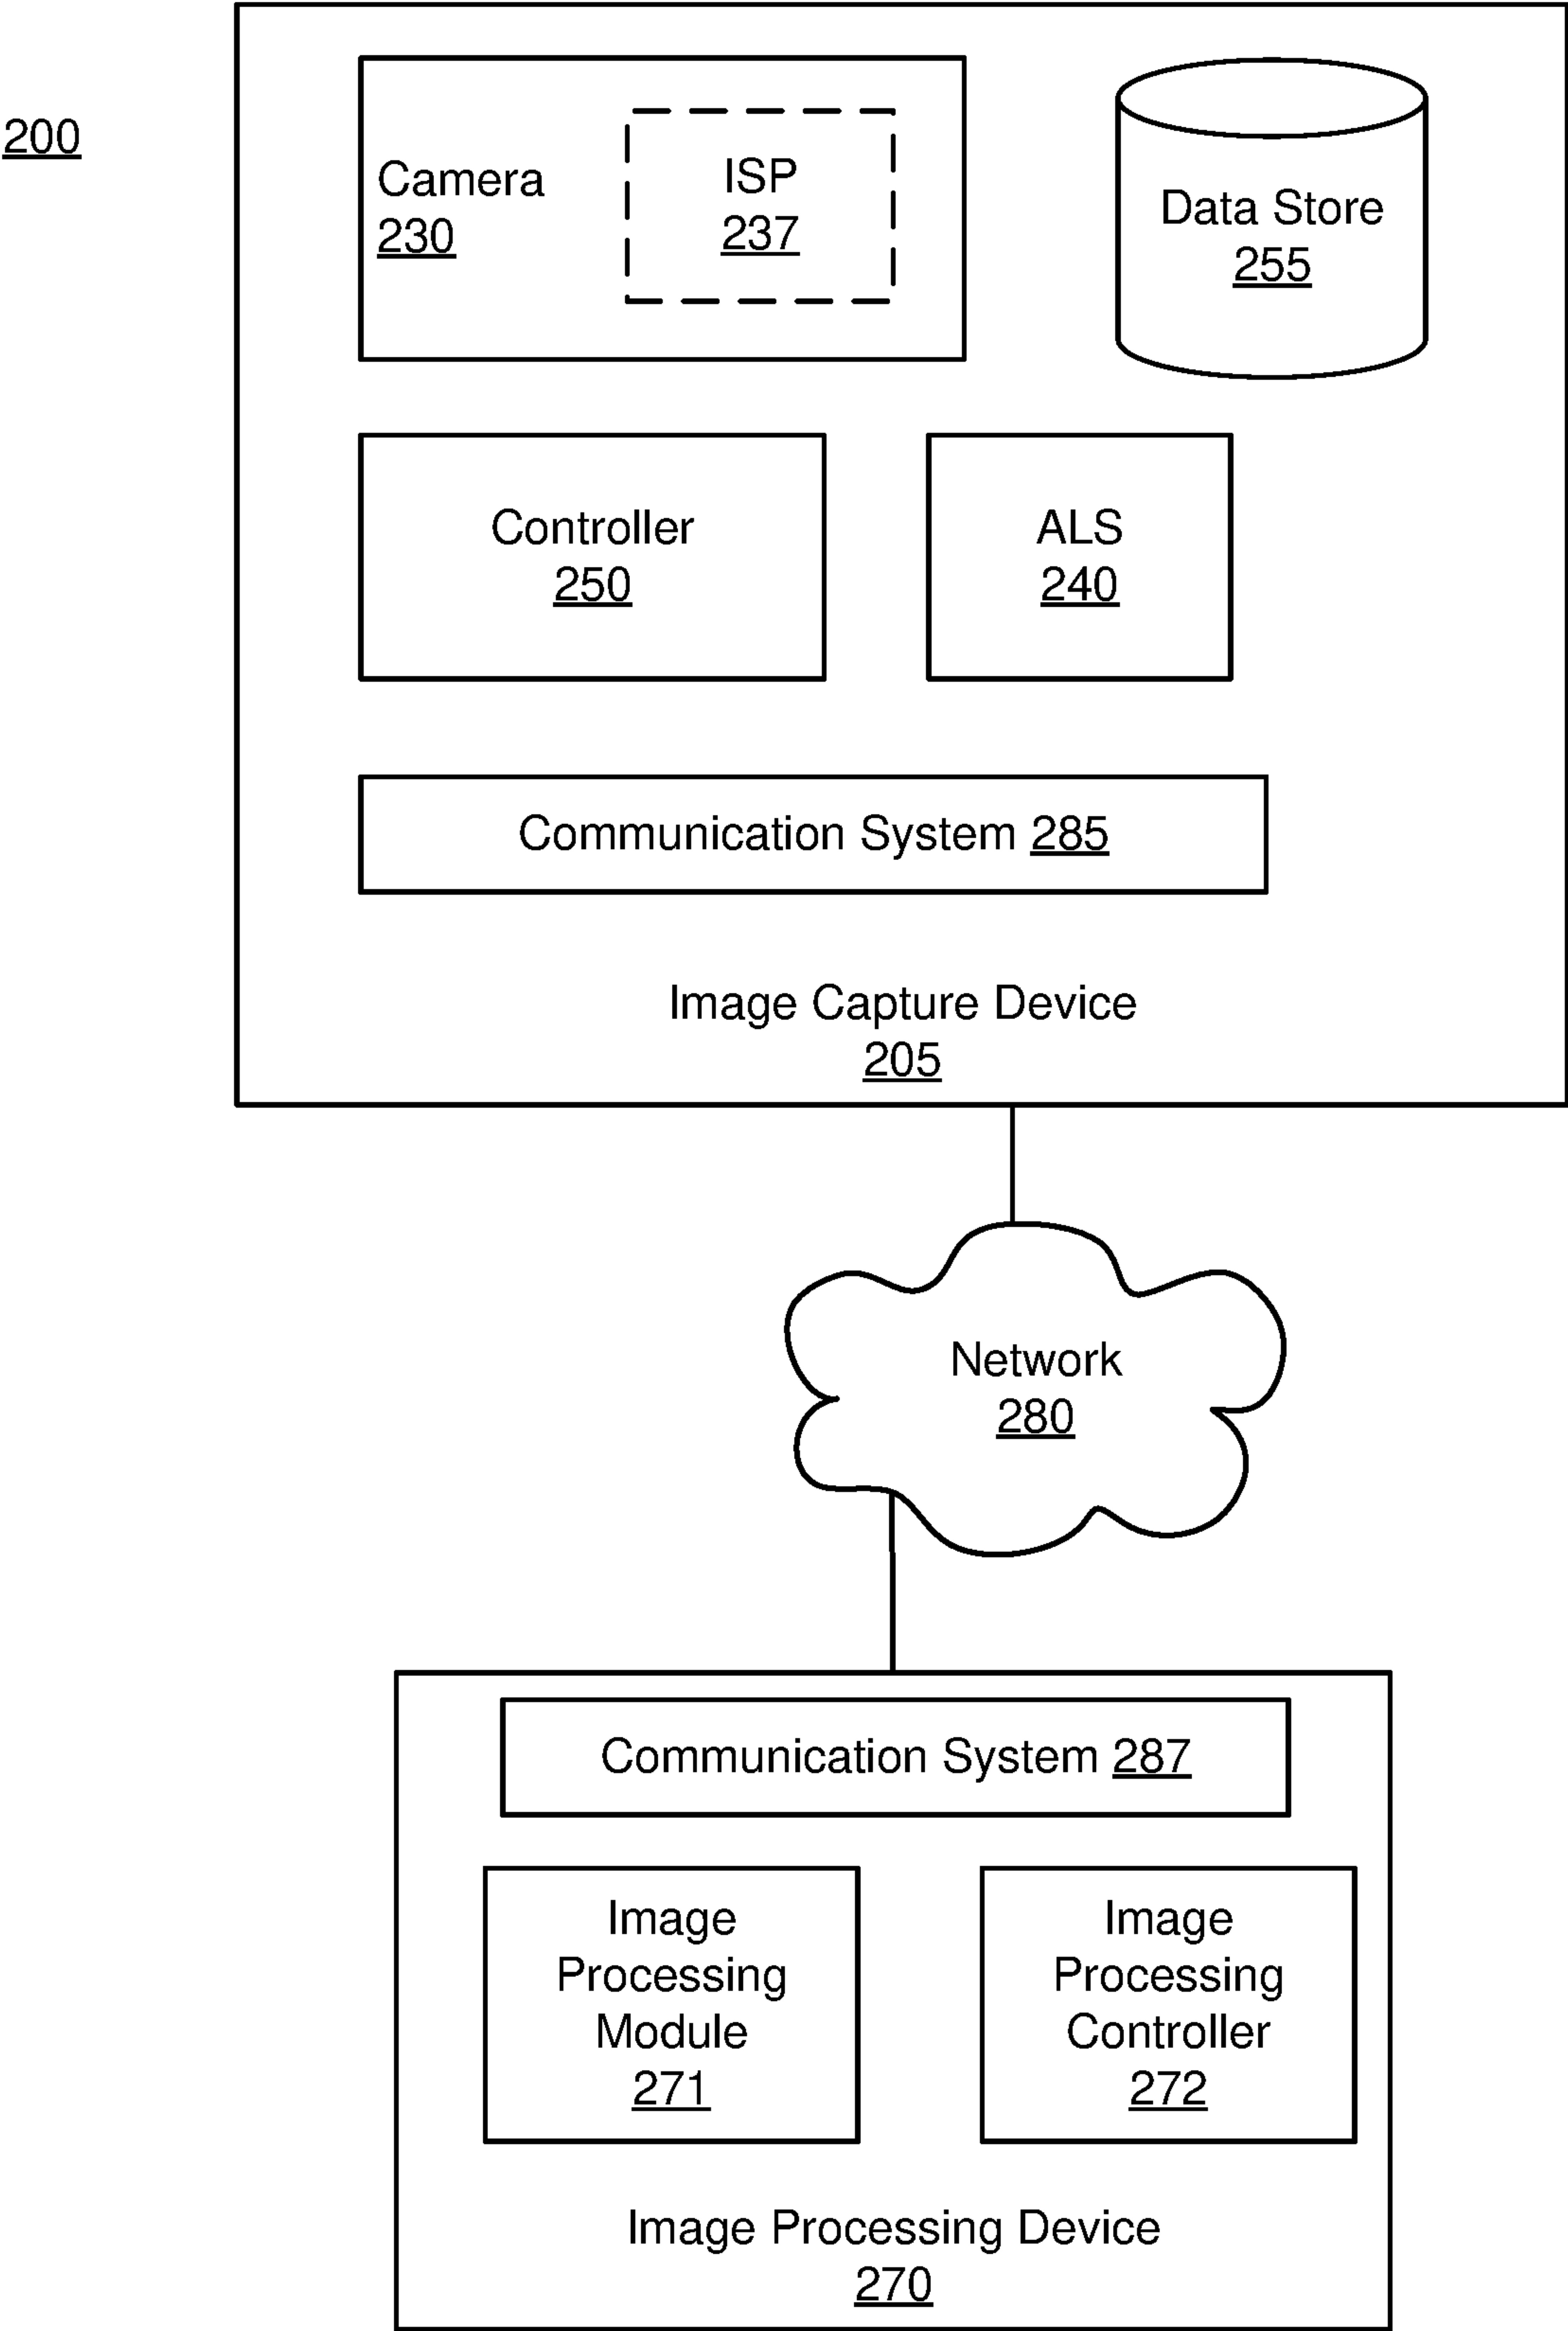 200
Camera
230
ISP
237
Data Store
255
Controller
250
ALS
240
Communication System 285
Image Capture Device
205
Network
280
Communication System 287
Image
Processing
Module
271
Image
Processing
Controller
272
Image Processing Device
270